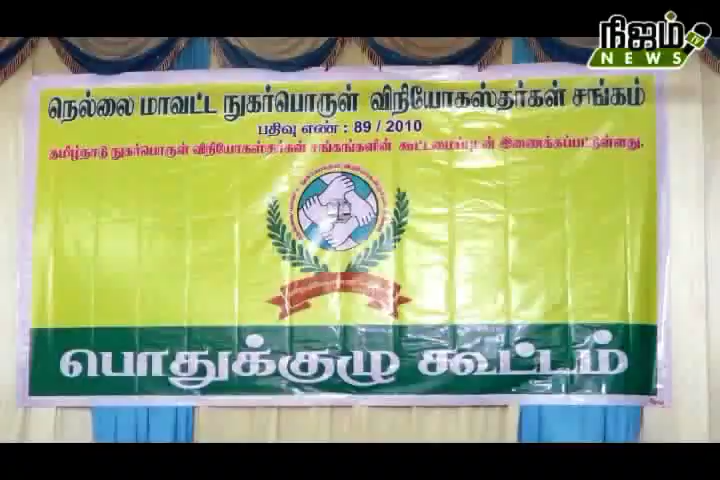 நிஜம் TV
NEWS
நெல்லை மாவட்ட நுகர்பொருள் விநியோகஸ்தர்கள் சங்கம்
பதிவு எண் : 89 / 2010
தமிழ்நாடு நுகர்பொருள் விநியோகஸ்தர்கள் சங்கங்களின் கூட்டமைப்புடன் இணைக்கப்பட்டுள்ளது.
பொதுக்குழு கூட்டம்